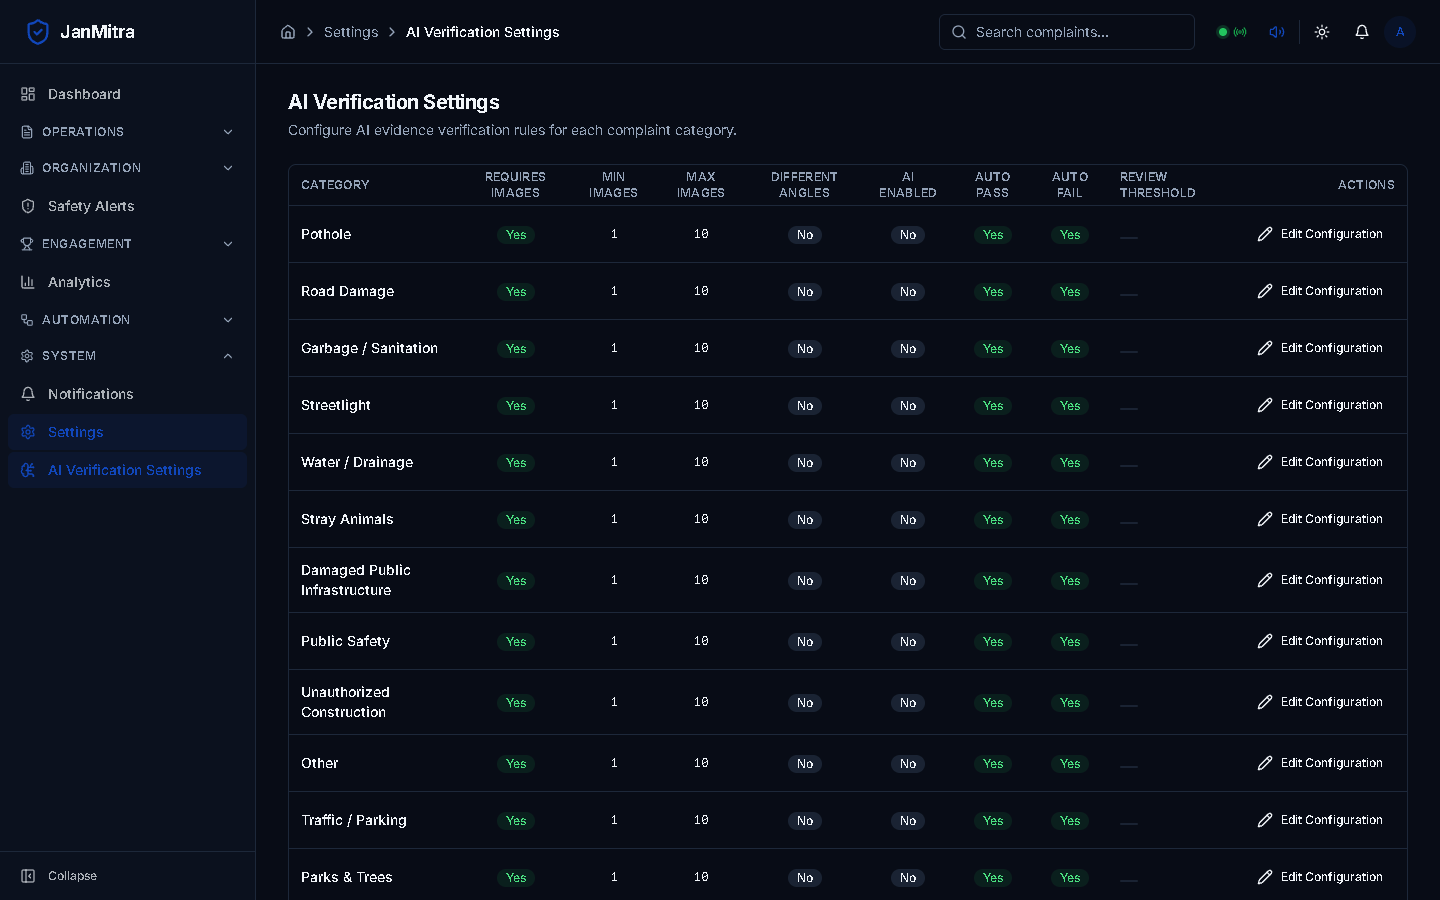 JanMitra
Settings > AI Verification Settings
Search complaints...
A
Dashboard
OPERATIONS
ORGANIZATION
Safety Alerts
ENGAGEMENT
Analytics
AUTOMATION
SYSTEM
Notifications
Settings
AI Verification Settings
Collapse
AI Verification Settings
Configure AI evidence verification rules for each complaint category.
CATEGORY REQUIRES IMAGES MIN IMAGES MAX IMAGES DIFFERENT ANGLES AI ENABLED AUTO PASS AUTO FAIL REVIEW THRESHOLD ACTIONS
Pothole Yes 1 10 No No Yes Yes — Edit Configuration
Road Damage Yes 1 10 No No Yes Yes — Edit Configuration
Garbage / Sanitation Yes 1 10 No No Yes Yes — Edit Configuration
Streetlight Yes 1 10 No No Yes Yes — Edit Configuration
Water / Drainage Yes 1 10 No No Yes Yes — Edit Configuration
Stray Animals Yes 1 10 No No Yes Yes — Edit Configuration
Damaged Public Infrastructure Yes 1 10 No No Yes Yes — Edit Configuration
Public Safety Yes 1 10 No No Yes Yes — Edit Configuration
Unauthorized Construction Yes 1 10 No No Yes Yes — Edit Configuration
Other Yes 1 10 No No Yes Yes — Edit Configuration
Traffic / Parking Yes 1 10 No No Yes Yes — Edit Configuration
Parks & Trees Yes 1 10 No No Yes Yes — Edit Configuration